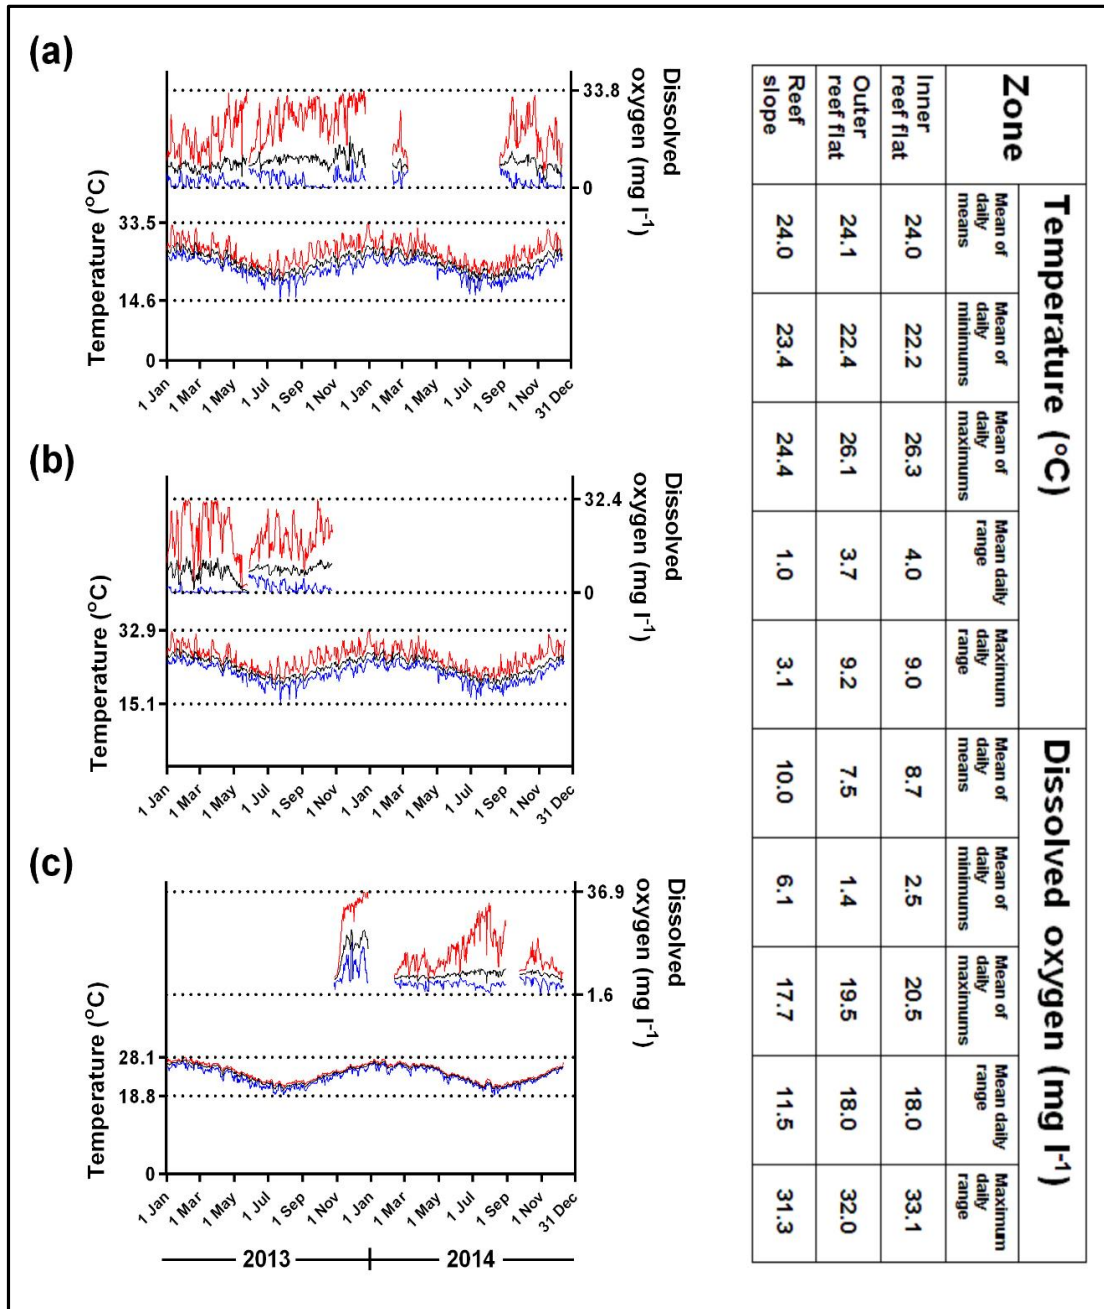 (a)
Temperature (°C)
33.5
14.6
0
33.8
0
Dissolved
oxygen (mg l-1)
1 Jan
1 Mar
1 May
1 Jul
1 Sep
1 Nov
1 Jan
1 Mar
1 May
1 Jul
1 Sep
1 Nov
31 Dec
(b)
Temperature (°C)
32.9
15.1
32.4
0
Dissolved
oxygen (mg l-1)
1 Jan
1 Mar
1 May
1 Jul
1 Sep
1 Nov
1 Jan
1 Mar
1 May
1 Jul
1 Sep
1 Nov
31 Dec
(c)
Temperature (°C)
28.1
18.8
0
36.9
1.6
Dissolved
oxygen (mg l-1)
1 Jan
1 Mar
1 May
1 Jul
1 Sep
1 Nov
1 Jan
1 Mar
1 May
1 Jul
1 Sep
1 Nov
31 Dec
2013
2014
Zone
Temperature (°C)
Dissolved oxygen (mg l-1)
Mean of
daily
means
Mean of
daily
minimums
Mean of
daily
maximums
Mean daily
range
Maximum
daily
range
Mean of
daily
means
Mean of
daily
minimums
Mean of
daily
maximums
Mean daily
range
Maximum
daily
range
Inner
reef flat
24.0
22.2
26.3
4.0
9.0
8.7
2.5
20.5
18.0
33.1
Outer
reef flat
24.1
22.4
26.1
3.7
9.2
7.5
1.4
19.5
18.0
32.0
Reef
slope
24.0
23.4
24.4
1.0
3.1
10.0
6.1
17.7
11.5
31.3